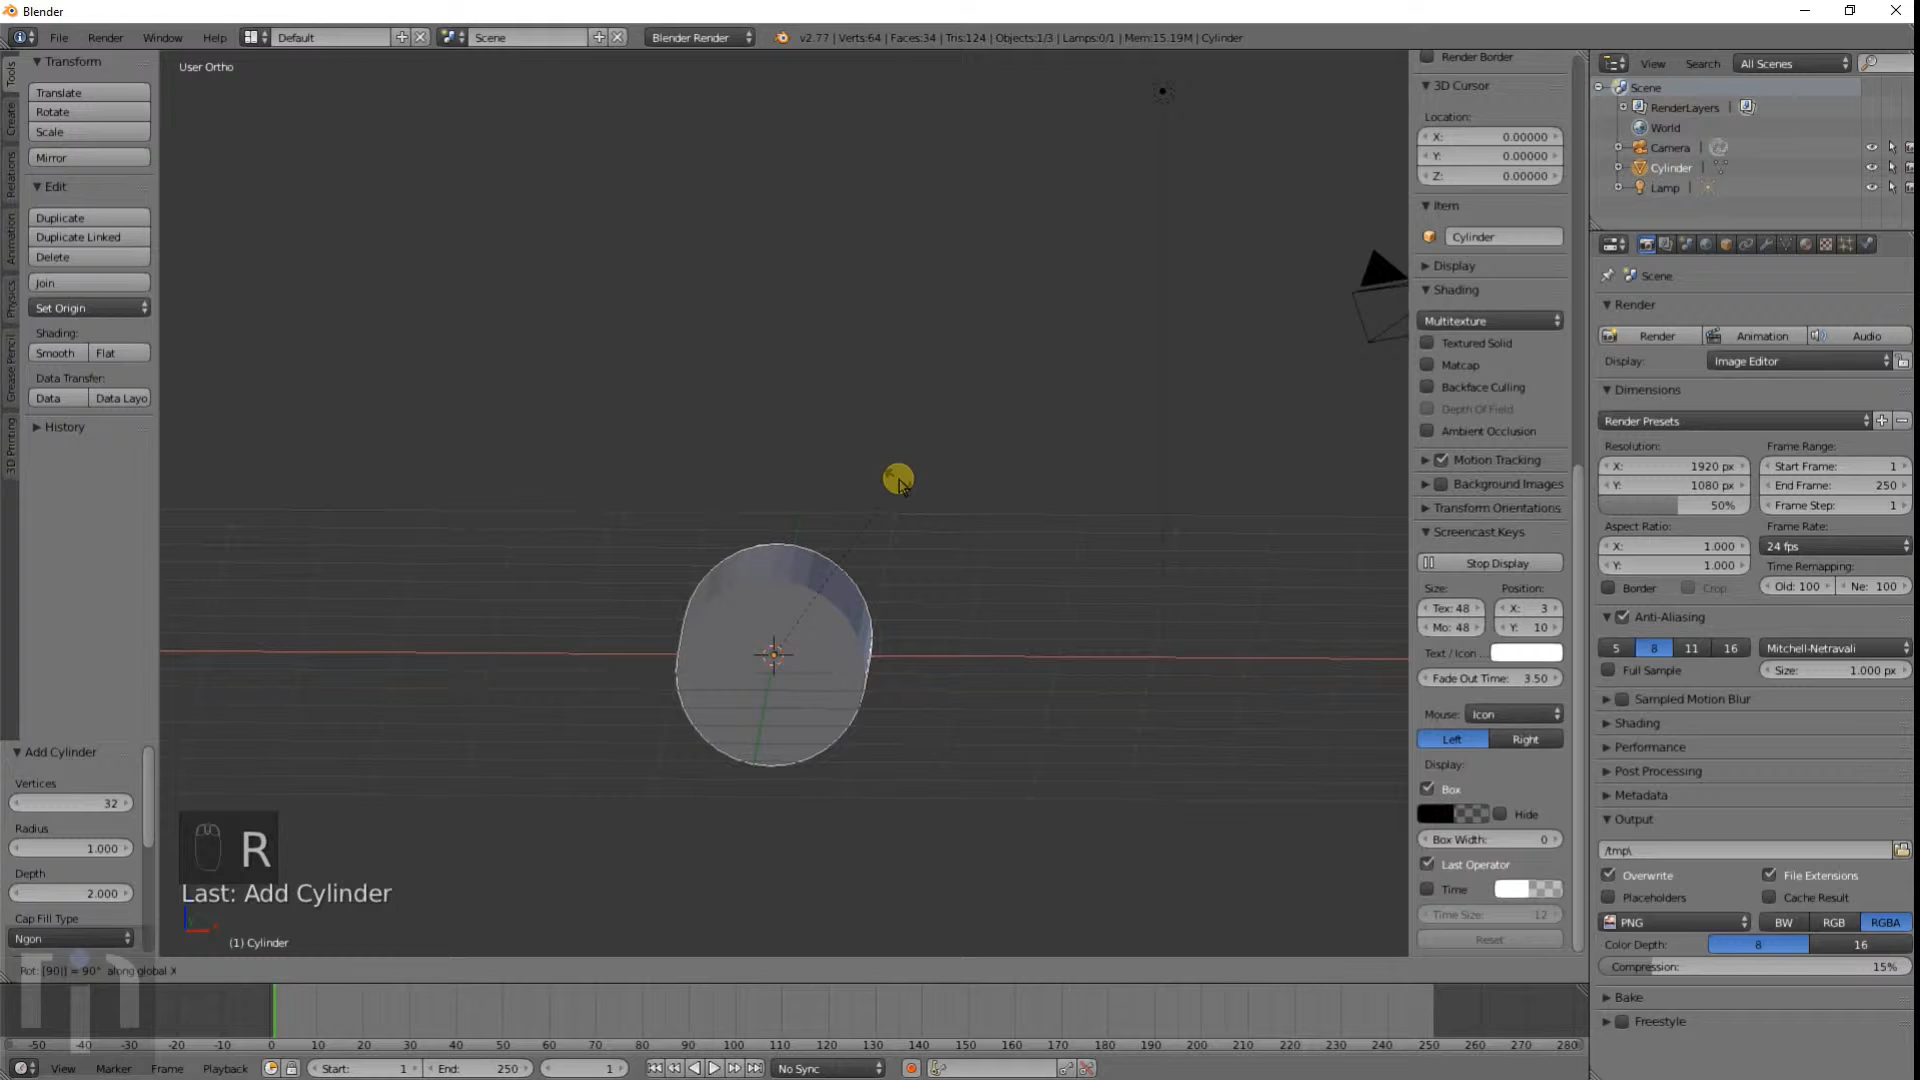 Blender
File Render Window Help Default Scene Blender Render v2.77 | Verts:64 | Faces:34 | Tris:124 | Objects:1/3 | Lamps:0/1 | Mem:15.19M | Cylinder
Tools
Create
Relations
Animation
Physics
Grease Pencil
3D Printing
Transform
Translate
Rotate
Scale
Mirror
Edit
Duplicate
Duplicate Linked
Delete
Join
Set Origin
Shading:
Smooth Flat
Data Transfer:
Data Data Layo
History
Add Cylinder
Vertices
32
Radius
1.000
Depth
2.000
Cap Fill Type
Ngon
User Ortho
R
Last: Add Cylinder
(1) Cylinder
Rot: [90|] = 90° along global X
Render Border
3D Cursor
Location:
X: 0.00000
Y: 0.00000
Z: 0.00000
Item
Cylinder
Display
Shading
Multitexture
Textured Solid
Matcap
Backface Culling
Depth Of Field
Ambient Occlusion
Motion Tracking
Background Images
Transform Orientations
Screencast Keys
Stop Display
Size: Position:
Tex: 48 X: 3
Mo: 48 Y: 10
Text / Icon ...
Fade Out Time: 3.50
Mouse: Icon
Left Right
Display:
Box
Hide
Box Width: 0
Last Operator
Time
Time Size: 12
Reset
View Search All Scenes
Scene
RenderLayers
World
Camera
Cylinder
Lamp
Scene
Render
Render Animation Audio
Display: Image Editor
Dimensions
Render Presets
Resolution: Frame Range:
X: 1920 px Start Frame: 1
Y: 1080 px End Frame: 250
50% Frame Step: 1
Aspect Ratio: Frame Rate:
X: 1.000 24 fps
Y: 1.000 Time Remapping:
Border Crop Old: 100 Ne: 100
Anti-Aliasing
5 8 11 16 Mitchell-Netravali
Full Sample Size: 1.000 px
Sampled Motion Blur
Shading
Performance
Post Processing
Metadata
Output
/tmp\
Overwrite File Extensions
Placeholders Cache Result
PNG BW RGB RGBA
Color Depth: 8 16
Compression: 15%
Bake
Freestyle
-50 -40 -30 -20 -10 0 10 20 30 40 50 60 70 80 90 100 110 120 130 140 150 160 170 180 190 200 210 220 230 240 250 260 270 280
View Marker Frame Playback Start: 1 End: 250 1 No Sync